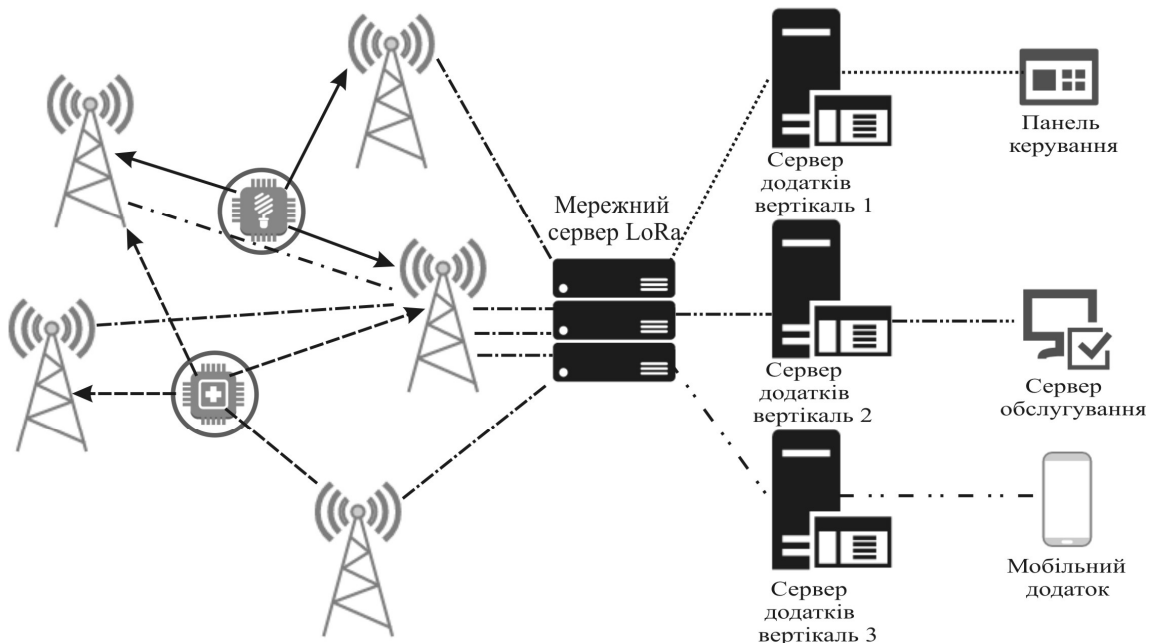 Панель
керування
Сервер
додатків
вертікаль 1
Мережний
сервер LoRa
Сервер
додатків
вертікаль 2
Сервер
обслугування
Сервер
додатків
вертікаль 3
Мобільний
додаток